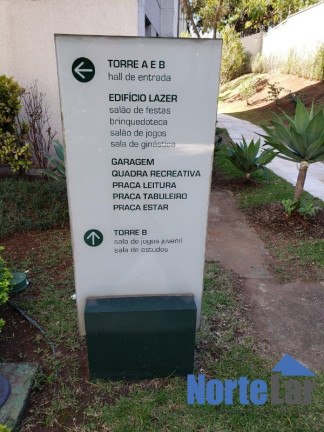 TORRE A E B
hall de entrada
EDIFÍCIO LAZER
salão de festas
brinquedoteca
salão de jogos
sala de ginástica
GARAGEM
QUADRA RECREATIVA
PRAÇA LEITURA
PRAÇA TABULEIRO
PRAÇA ESTAR
TORRE B
sala de jogos juvenil
sala de estudos
NorteLar